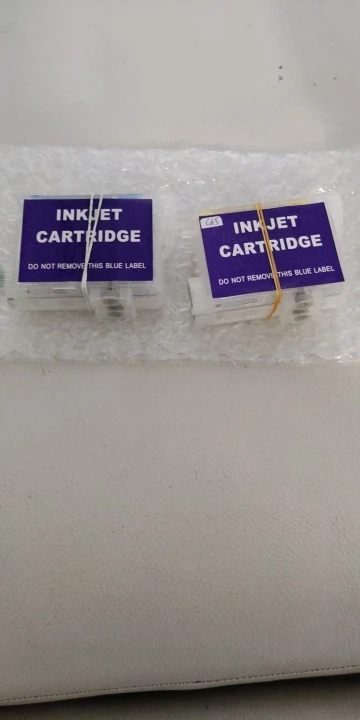 INKJET
CARTRIDGE
DO NOT REMOVE THIS BLUE LABEL
INKJET
CARTRIDGE
DO NOT REMOVE THIS BLUE LABEL